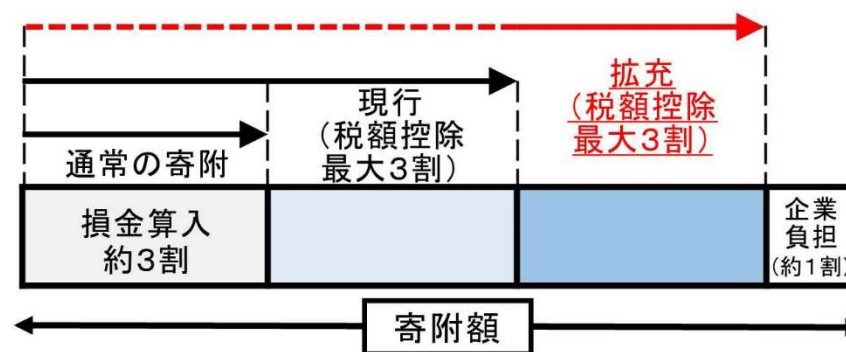 拡充
(税額控除
最大3割)
現行
(税額控除
最大3割)
通常の寄附
損金算入
約3割
企業
負担
(約1割)
寄附額